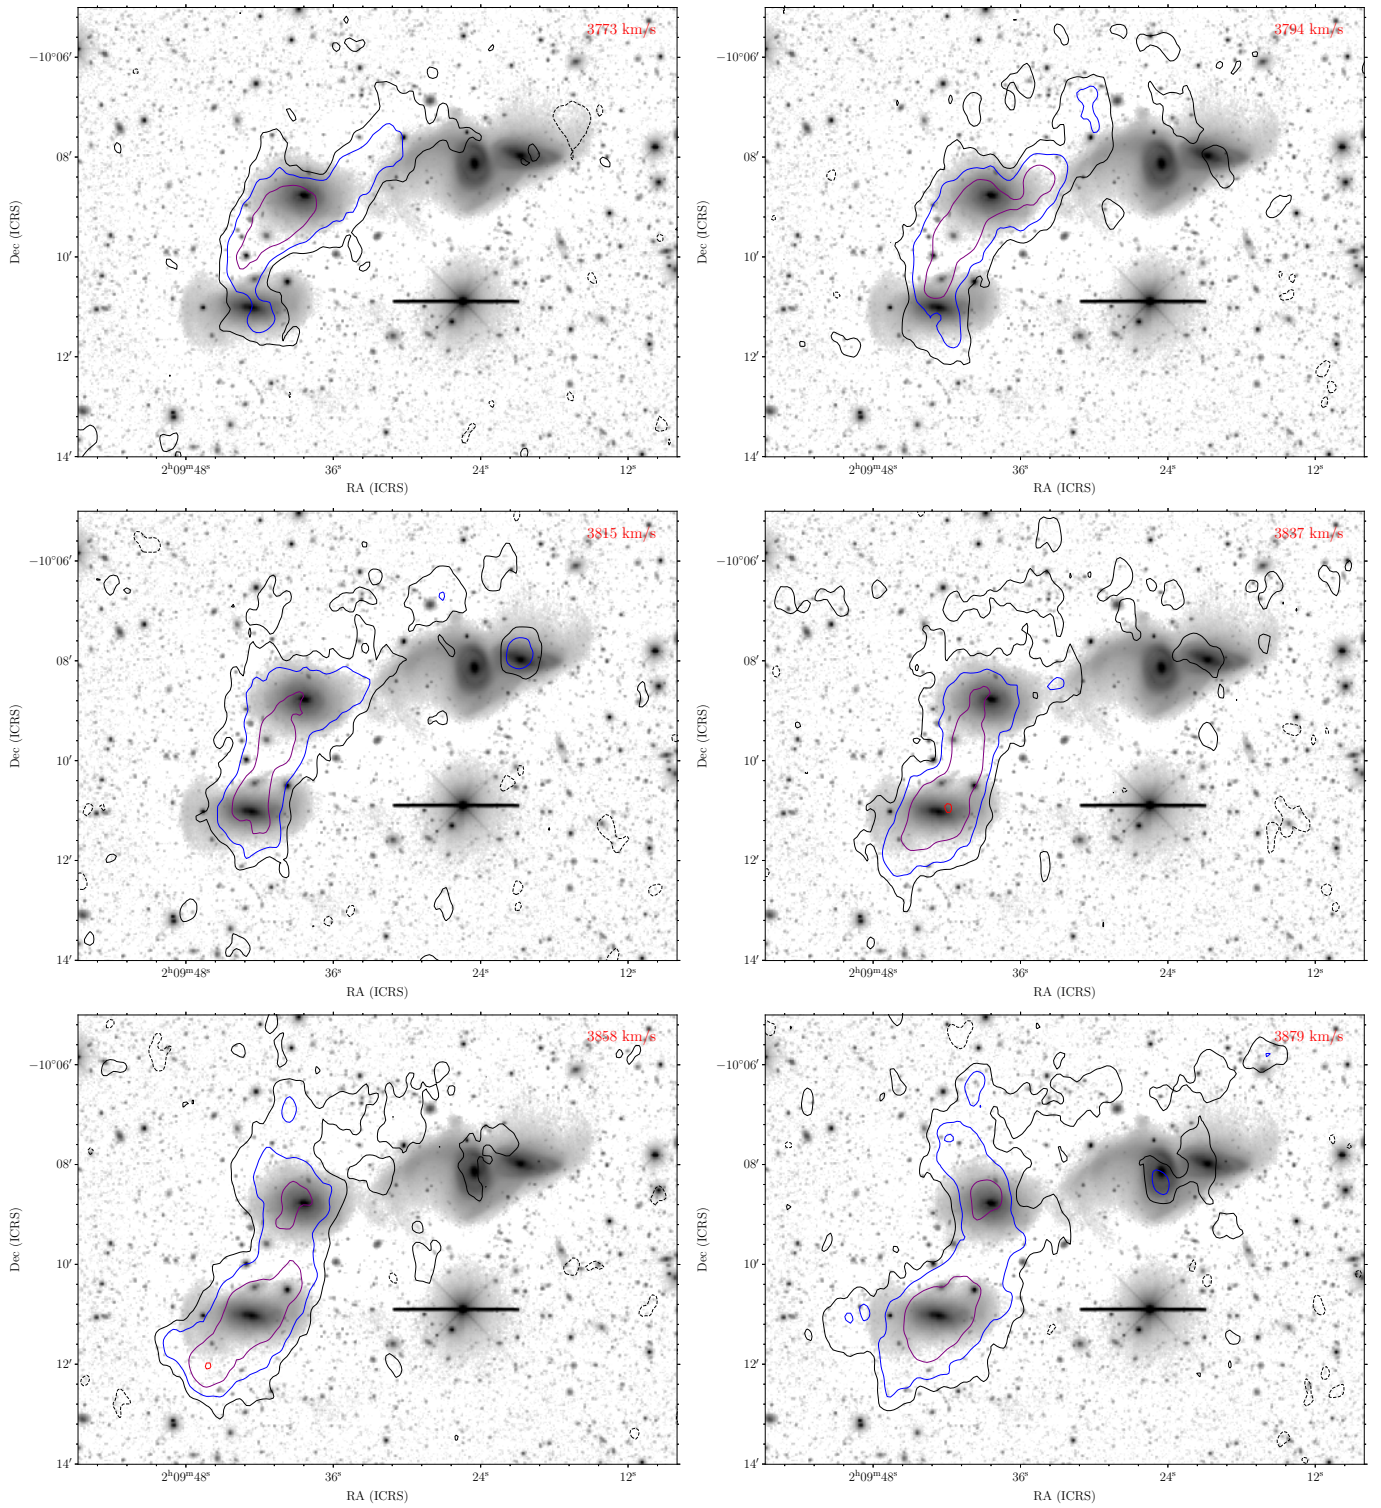 3773 km/s
3794 km/s
−10°06′
08′
10′
12′
14′
Dec (ICRS)
2ʰ09ᵐ48ˢ
36ˢ
24ˢ
12ˢ
RA (ICRS)
−10°06′
08′
10′
12′
14′
Dec (ICRS)
2ʰ09ᵐ48ˢ
36ˢ
24ˢ
12ˢ
RA (ICRS)
3815 km/s
3837 km/s
−10°06′
08′
10′
12′
14′
Dec (ICRS)
2ʰ09ᵐ48ˢ
36ˢ
24ˢ
12ˢ
RA (ICRS)
−10°06′
08′
10′
12′
14′
Dec (ICRS)
2ʰ09ᵐ48ˢ
36ˢ
24ˢ
12ˢ
RA (ICRS)
3858 km/s
3879 km/s
−10°06′
08′
10′
12′
14′
Dec (ICRS)
2ʰ09ᵐ48ˢ
36ˢ
24ˢ
12ˢ
RA (ICRS)
−10°06′
08′
10′
12′
14′
Dec (ICRS)
2ʰ09ᵐ48ˢ
36ˢ
24ˢ
12ˢ
RA (ICRS)